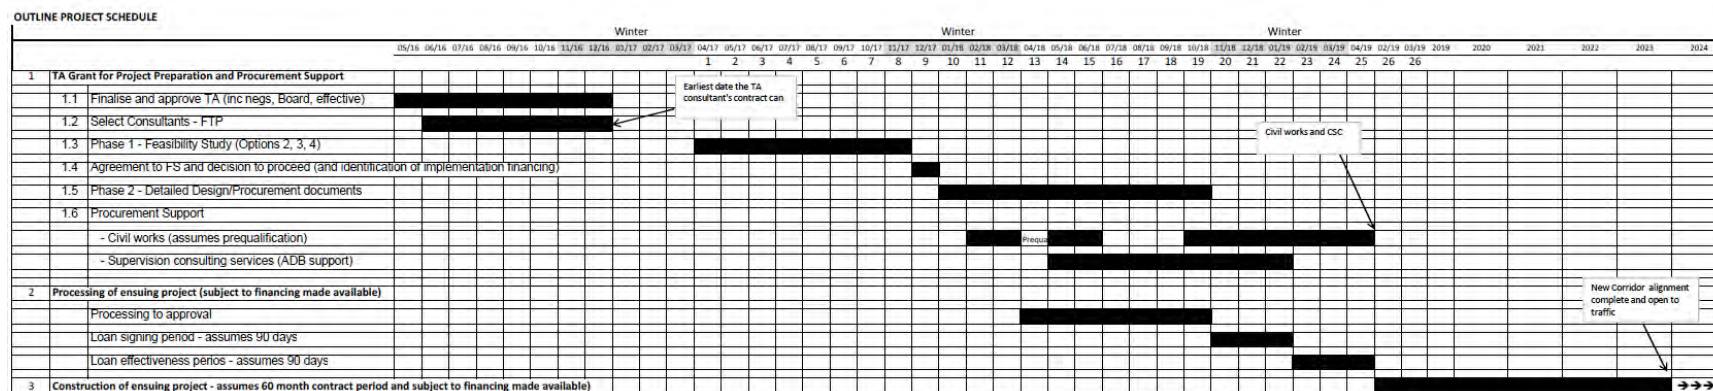 OUTLINE PROJECT SCHEDULE
Winter Winter Winter
05/16 06/16 07/16 08/16 09/16 10/16 11/16 12/16 01/17 02/17 03/17 04/17 05/17 06/17 07/17 08/17 09/17 10/17 11/17 12/17 01/18 02/18 03/18 04/18 05/18 06/18 07/18 08/18 09/18 10/18 11/18 12/18 01/19 02/19 03/19 04/19 02/19 03/19 2019 2020 2021 2022 2023 2024
1 2 3 4 5 6 7 8 9 10 11 12 13 14 15 16 17 18 19 20 21 22 23 24 25 26 26
1 TA Grant for Project Preparation and Procurement Support
Earliest date the TA
consultant's contract can
1.1 Finalise and approve TA (inc negs, Board, effective)
1.2 Select Consultants - FTP
Civil works and CSC
1.3 Phase 1 - Feasibility Study (Options 2, 3, 4)
1.4 Agreement to FS and decision to proceed (and identification of implementation financing)
1.5 Phase 2 - Detailed Design/Procurement documents
1.6 Procurement Support
- Civil works (assumes prequalification)
Prequa
- Supervision consulting services (ADB support)
2 Processing of ensuing project (subject to financing made available)
New Corridor alignment
complete and open to
traffic
Processing to approval
Loan signing period - assumes 90 days
Loan effectiveness perios - assumes 90 days
3 Construction of ensuing project - assumes 60 month contract period and subject to financing made available)